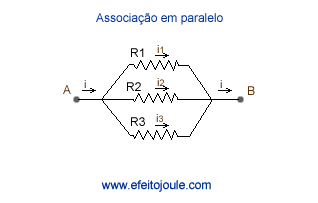 Associação em paralelo
R1 i1
A i R2 i2 i B
R3 i3
www.efeitojoule.com